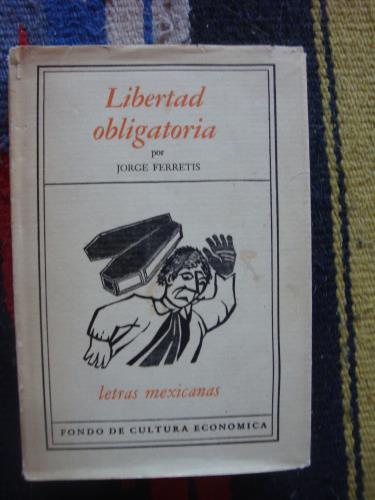 Libertad
obligatoria
por
JORGE FERRETIS
letras mexicanas
FONDO DE CULTURA ECONOMICA